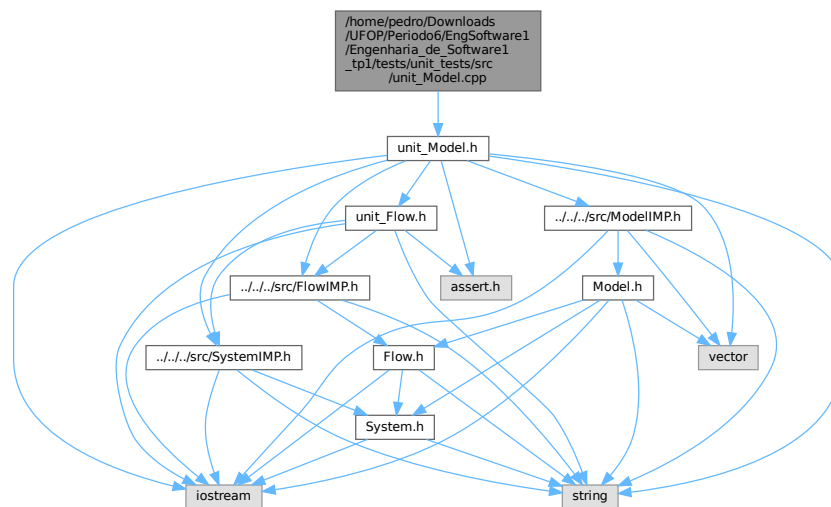 /home/pedro/Downloads
/UFOP/Periodo6/EngSoftware1
/Engenharia_de_Software1
_tp1/tests/unit_tests/src
/unit_Model.cpp
unit_Model.h
unit_Flow.h
../../../src/ModelIMP.h
../../../src/FlowIMP.h
assert.h
Model.h
../../../src/SystemIMP.h
Flow.h
vector
System.h
iostream
string